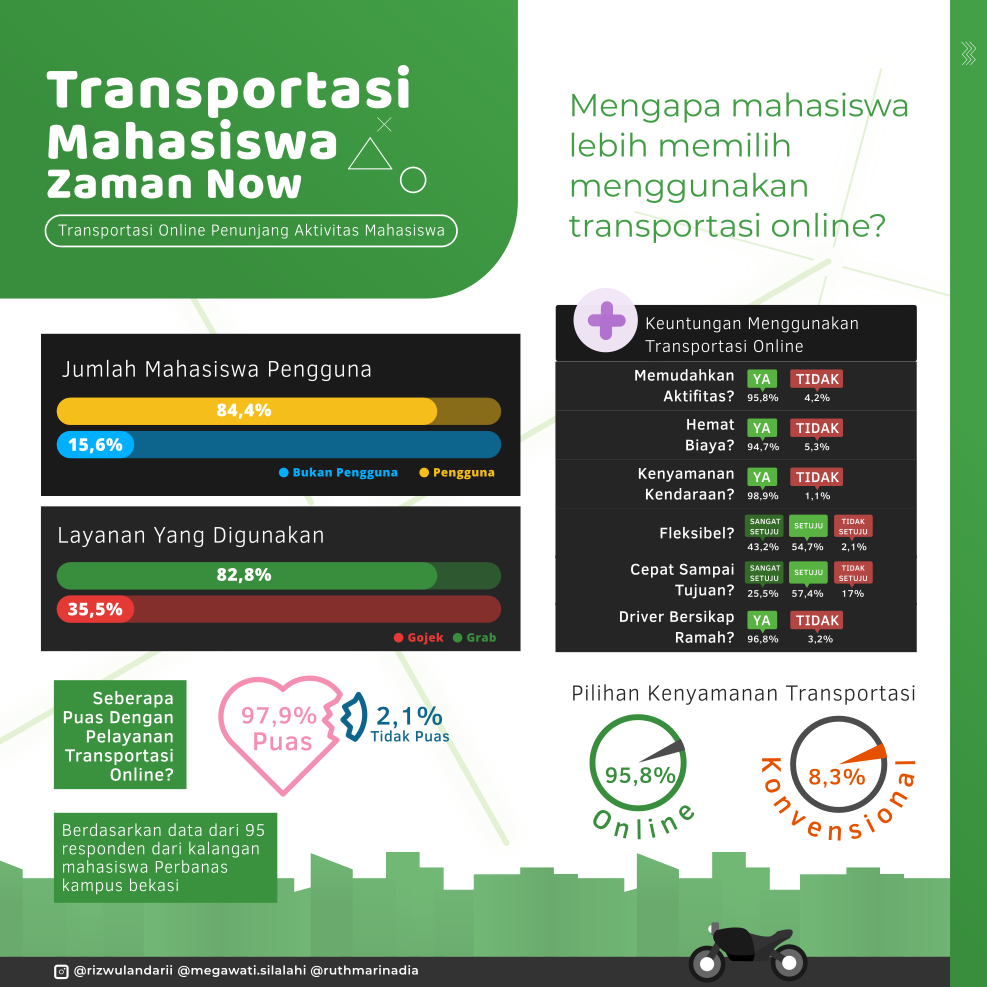 Transportasi
Mahasiswa
Zaman Now
Transportasi Online Penunjang Aktivitas Mahasiswa
Mengapa mahasiswa
lebih memilih
menggunakan
transportasi online?
Jumlah Mahasiswa Pengguna
84,4%
15,6%
Bukan Pengguna Pengguna
Layanan Yang Digunakan
82,8%
35,5%
Gojek Grab
Keuntungan Menggunakan
Transportasi Online
Memudahkan
Aktifitas?
YA TIDAK
95,8% 4,2%
Hemat
Biaya?
YA TIDAK
94,7% 5,3%
Kenyamanan
Kendaraan?
YA TIDAK
98,9% 1,1%
Fleksibel?
SANGAT
SETUJU
SETUJU
TIDAK
SETUJU
43,2% 54,7% 2,1%
Cepat Sampai
Tujuan?
SANGAT
SETUJU
SETUJU
TIDAK
SETUJU
25,5% 57,4% 17%
Driver Bersikap
Ramah?
YA TIDAK
96,8% 3,2%
Seberapa
Puas Dengan
Pelayanan
Transportasi
Online?
97,9%
Puas
2,1%
Tidak Puas
Pilihan Kenyamanan Transportasi
95,8%
Online
8,3%
Konvensional
Berdasarkan data dari 95
responden dari kalangan
mahasiswa Perbanas
kampus bekasi
@rizwulandarii @megawati.silalahi @ruthmarinadia